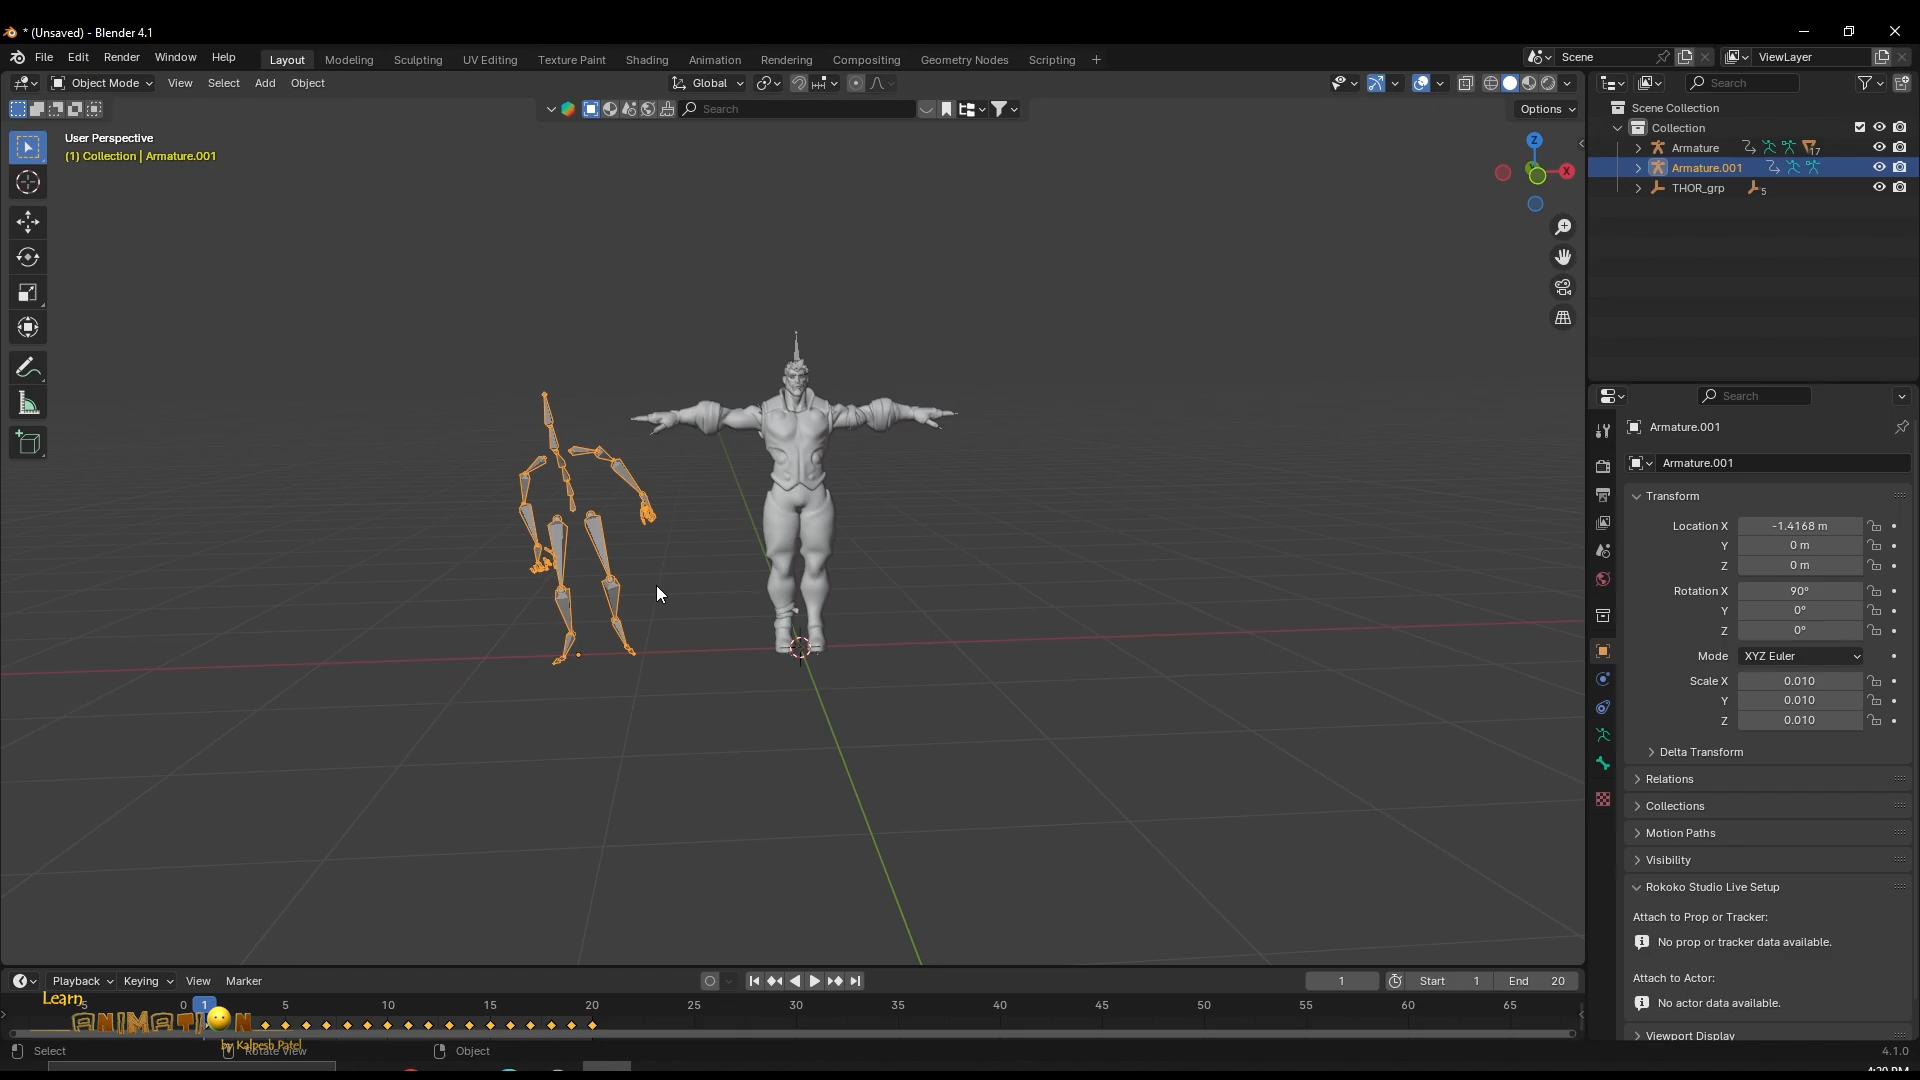 * (Unsaved) - Blender 4.1
File Edit Render Window Help Layout Modeling Sculpting UV Editing Texture Paint Shading Animation Rendering Compositing Geometry Nodes Scripting + Scene ViewLayer
Object Mode View Select Add Object Global Search
Search Options
User Perspective
(1) Collection | Armature.001
Z
X
Scene Collection
Collection
Armature 17
Armature.001
THOR_grp 5
Search
Armature.001
Armature.001
Transform
Location X -1.4168 m
Y 0 m
Z 0 m
Rotation X 90°
Y 0°
Z 0°
Mode XYZ Euler
Scale X 0.010
Y 0.010
Z 0.010
Delta Transform
Relations
Collections
Motion Paths
Visibility
Rokoko Studio Live Setup
Attach to Prop or Tracker:
No prop or tracker data available.
Attach to Actor:
No actor data available.
Viewport Display
Playback Keying View Marker 1 Start 1 End 20
-5 0 1 5 10 15 20 25 30 35 40 45 50 55 60 65
Learn
ANIMATION
by Kalpesh Patel
Select Rotate View Object 4.1.0